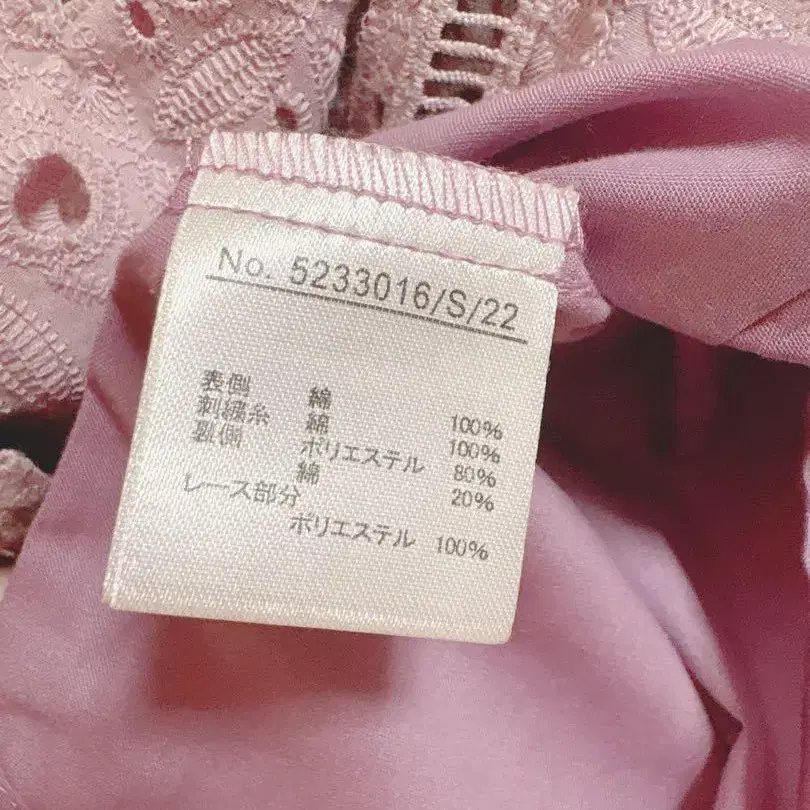 No. 5233016/S/22
表側 綿 100%
刺繍糸 綿 100%
裏側 ポリエステル 80%
綿 20%
レース部分
ポリエステル 100%